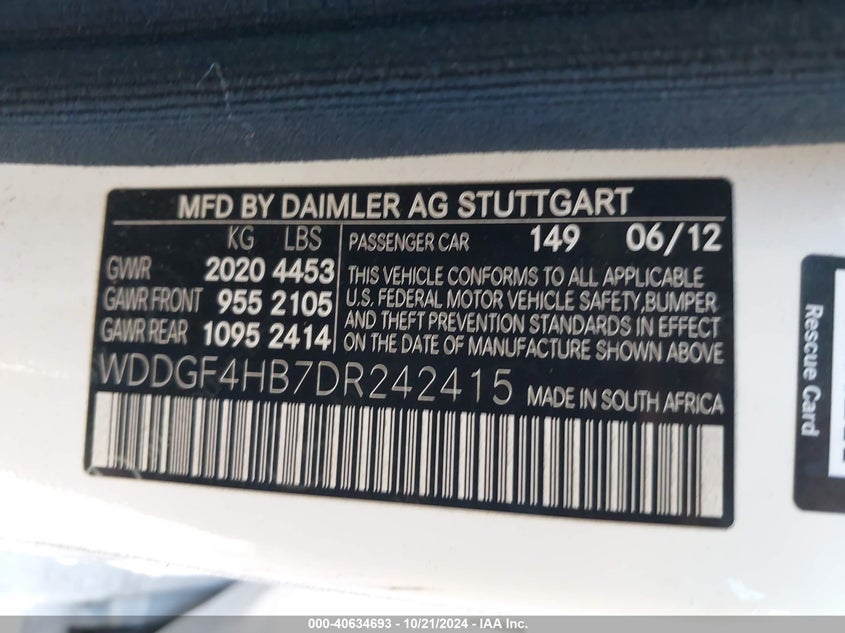 MFD BY DAIMLER AG STUTTGART
KG LBS
GVWR 2020 4453
GAWR FRONT 955 2105
GAWR REAR 1095 2414
PASSENGER CAR 149 06/12
THIS VEHICLE CONFORMS TO ALL APPLICABLE
U.S. FEDERAL MOTOR VEHICLE SAFETY,BUMPER
AND THEFT PREVENTION STANDARDS IN EFFECT
ON THE DATE OF MANUFACTURE SHOWN ABOVE
WDDGF4HB7DR242415 MADE IN SOUTH AFRICA
Rescue Card
000-40634693 - 10/21/2024 - IAA Inc.